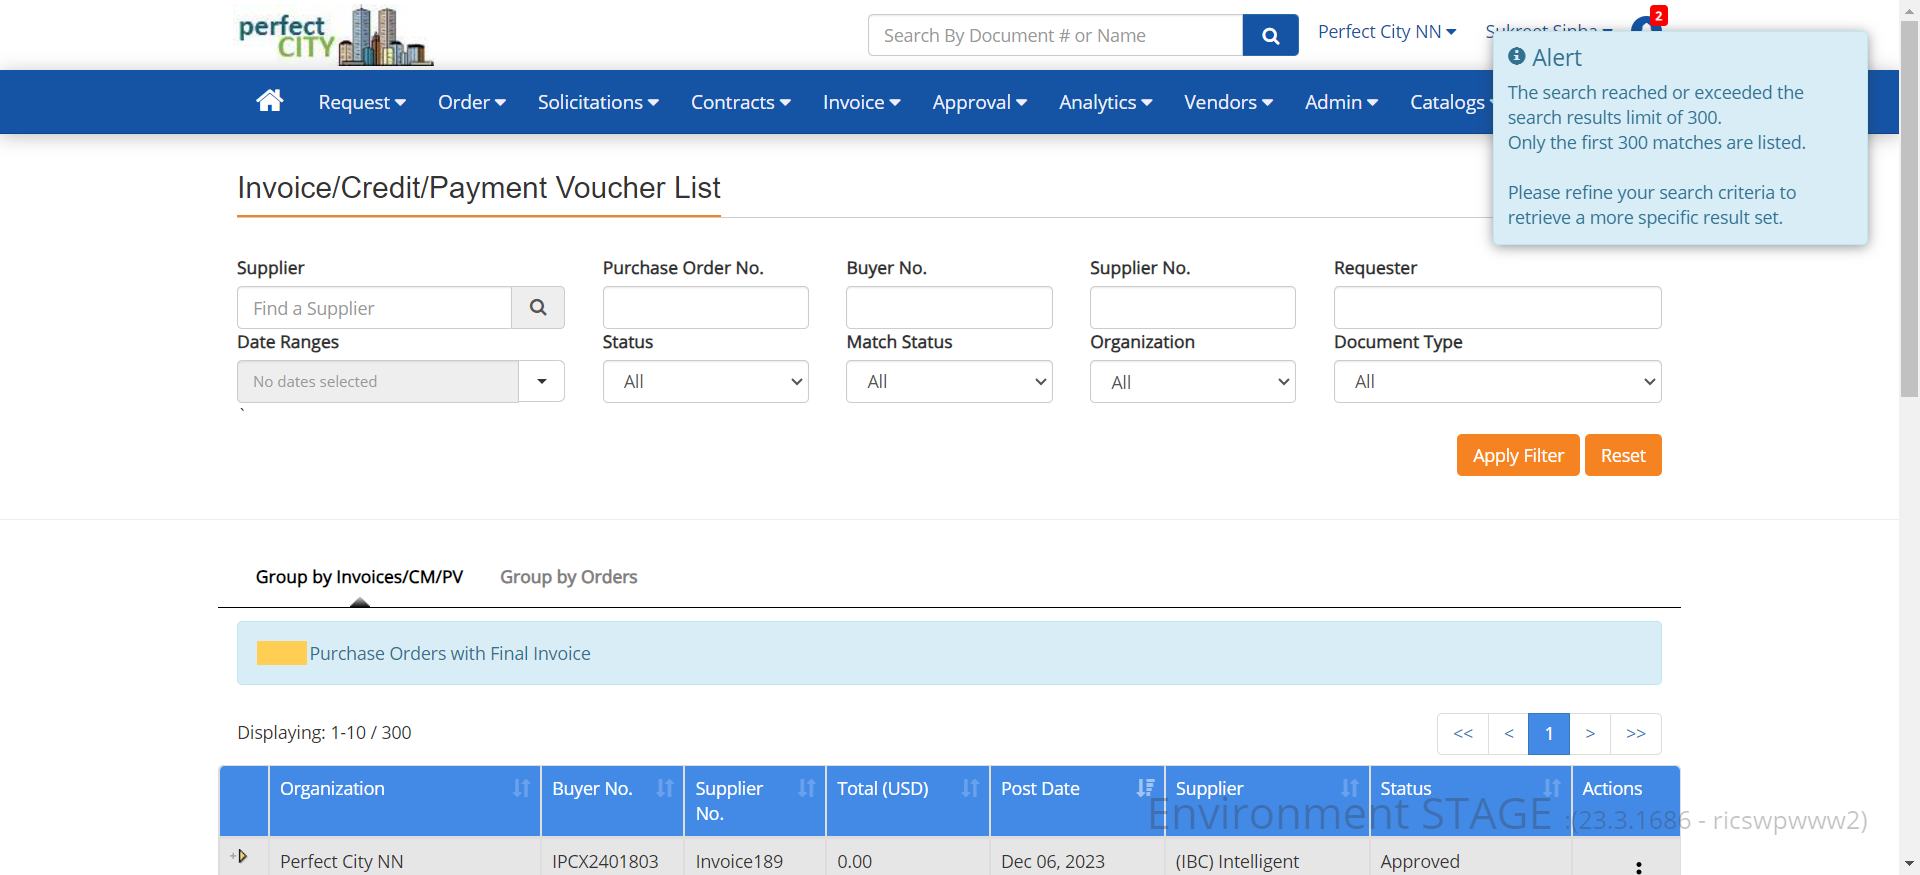 perfect
CITY
Search By Document # or Name
Perfect City NN
Sukreet Sinha
2
Request
Order
Solicitations
Contracts
Invoice
Approval
Analytics
Vendors
Admin
Catalogs
Alert
The search reached or exceeded the
search results limit of 300.
Only the first 300 matches are listed.
Please refine your search criteria to
retrieve a more specific result set.
Invoice/Credit/Payment Voucher List
Supplier
Purchase Order No.
Buyer No.
Supplier No.
Requester
Find a Supplier
Date Ranges
Status
Match Status
Organization
Document Type
No dates selected
All
All
All
All
`
Apply Filter
Reset
Group by Invoices/CM/PV
Group by Orders
Purchase Orders with Final Invoice
Displaying: 1-10 / 300
<<
<
1
>
>>
Organization
Buyer No.
Supplier
No.
Total (USD)
Post Date
Supplier
Status
Actions
Environment STAGE :(23.3.1686 - ricswpwww2)
Perfect City NN
IPCX2401803
Invoice189
0.00
Dec 06, 2023
(IBC) Intelligent
Approved